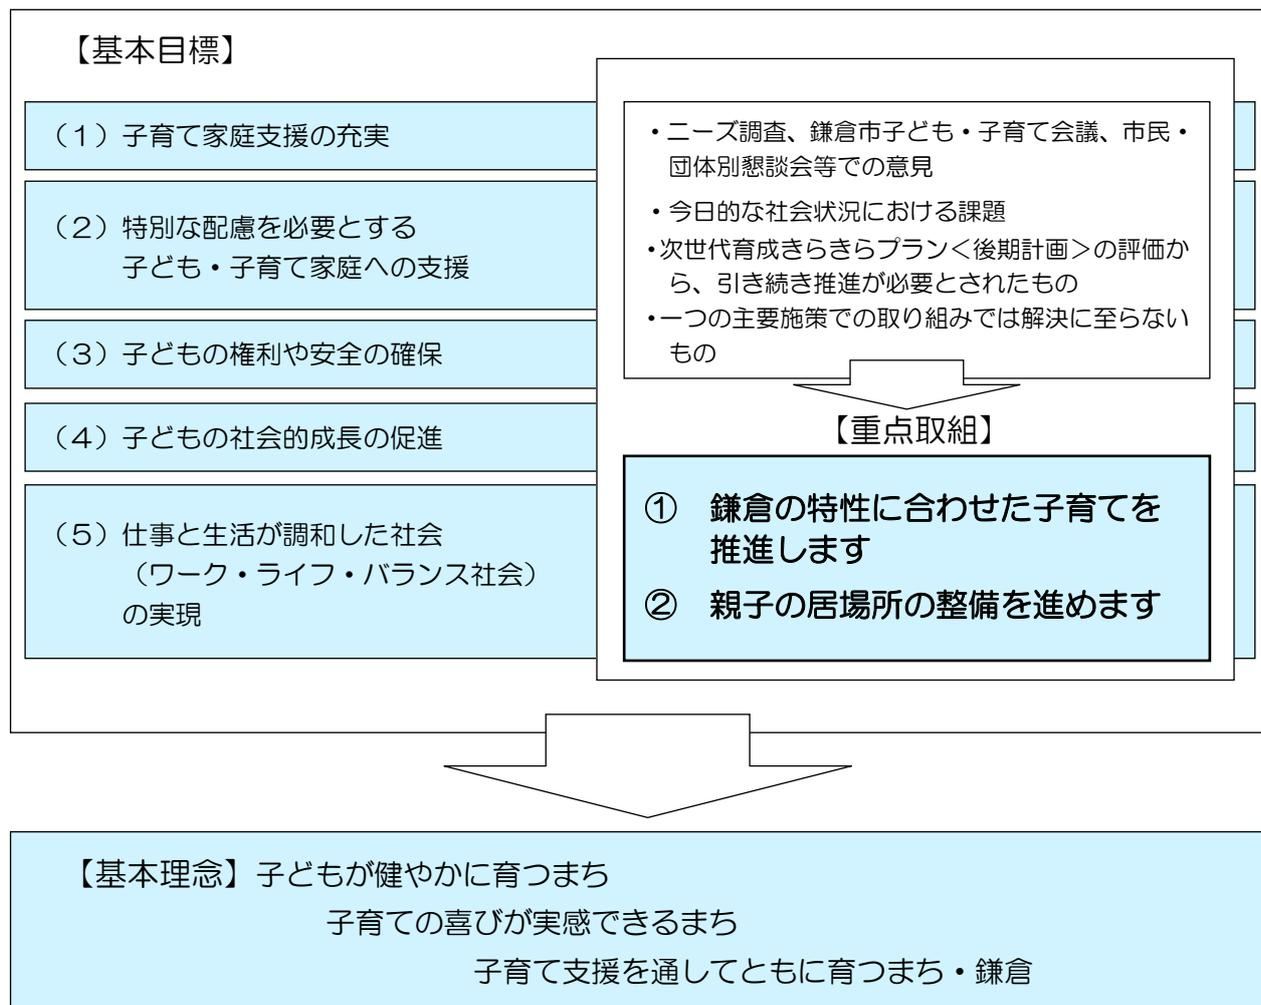 【基本目標】
(1)子育て家庭支援の充実
(2)特別な配慮を必要とする
子ども・子育て家庭への支援
(3)子どもの権利や安全の確保
(4)子どもの社会的成長の促進
(5)仕事と生活が調和した社会
(ワーク・ライフ・バランス社会)
の実現
・ニーズ調査、鎌倉市子ども・子育て会議、市民・
団体別懇談会等での意見
・今日的な社会状況における課題
・次世代育成きらきらプラン<後期計画>の評価か
ら、引き続き推進が必要とされたもの
・一つの主要施策での取り組みでは解決に至らない
もの
【重点取組】
① 鎌倉の特性に合わせた子育てを
推進します
② 親子の居場所の整備を進めます
【基本理念】子どもが健やかに育つまち
子育ての喜びが実感できるまち
子育て支援を通してともに育つまち・鎌倉